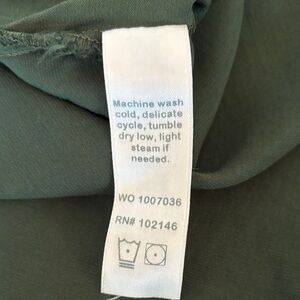 Machine wash
cold, delicate
cycle, tumble
dry low, light
steam if
needed.
WO 1007036
RN# 102146